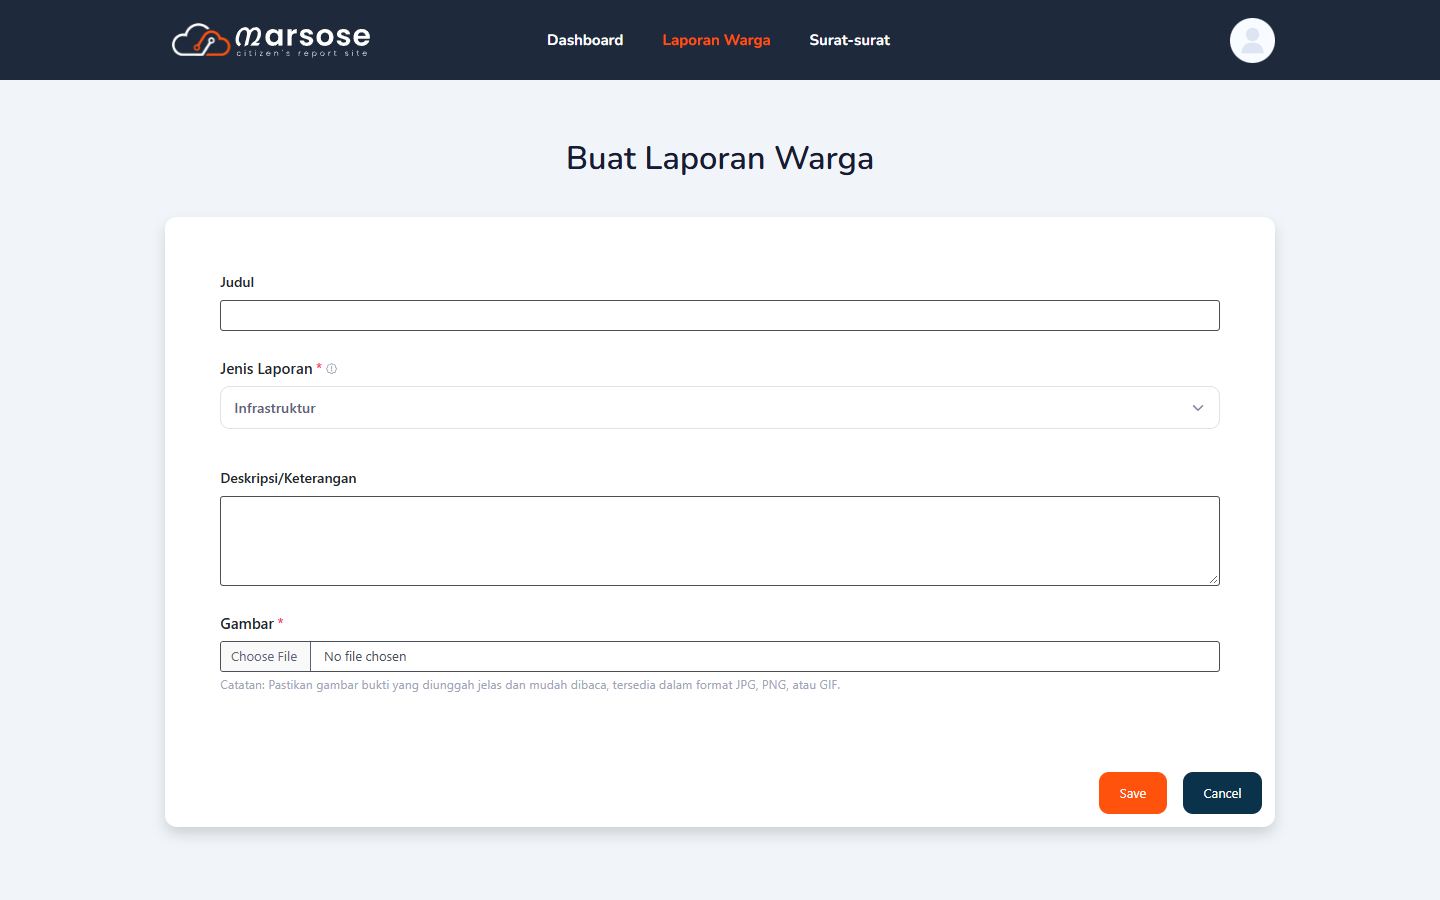 marsose
citizen's report site
Dashboard
Laporan Warga
Surat-surat
Buat Laporan Warga
Judul
Jenis Laporan *
Infrastruktur
Deskripsi/Keterangan
Gambar *
Choose File No file chosen
Catatan: Pastikan gambar bukti yang diunggah jelas dan mudah dibaca, tersedia dalam format JPG, PNG, atau GIF.
Save
Cancel